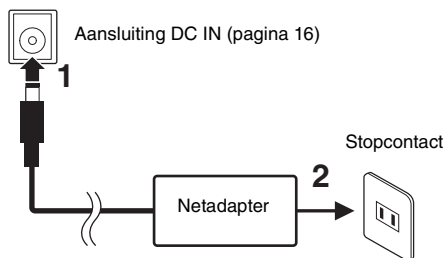 Aansluiting DC IN (pagina 16)
1
Stopcontact
2
Netadapter